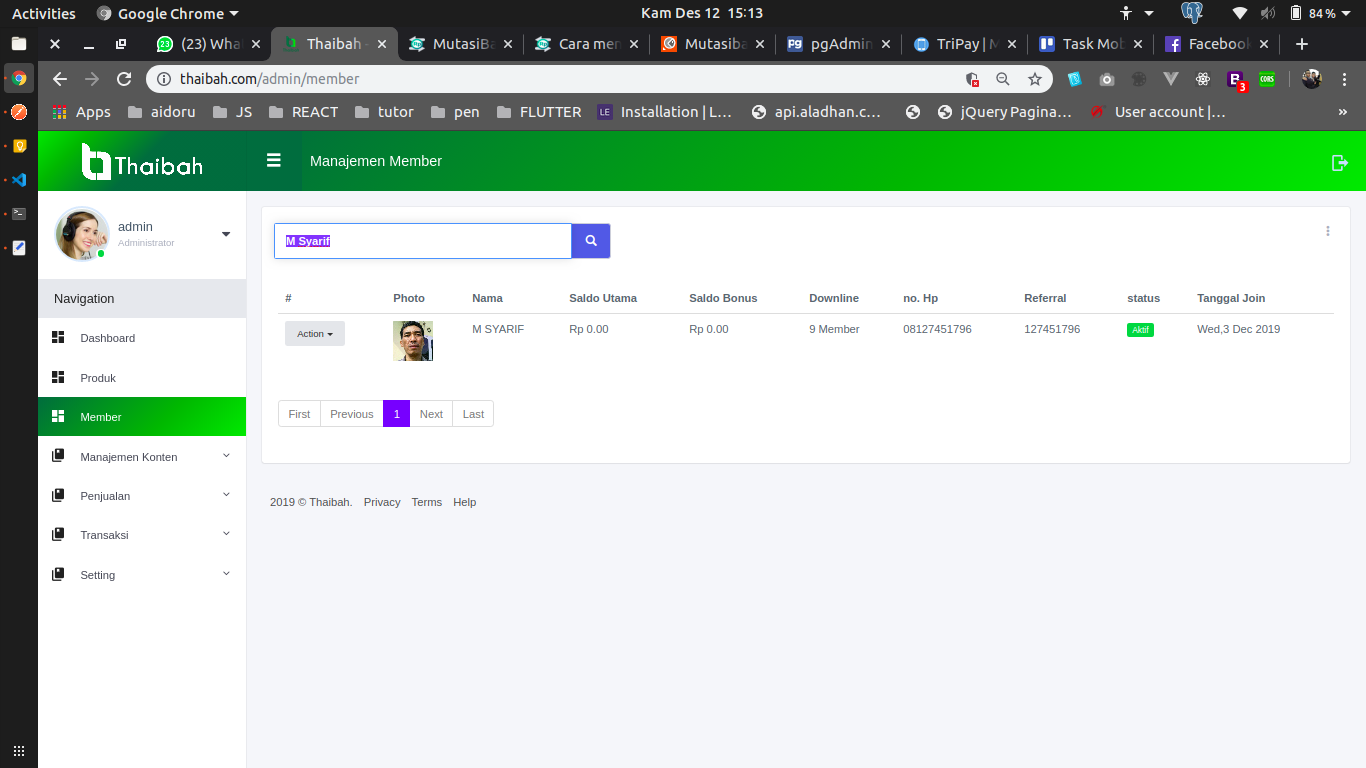 Activities Google Chrome Kam Des 12 15:13 84 %
(23) Wha Thaibah - MutasiBa Cara men Mutasiba pgAdmin TriPay | M Task Mob Facebook
thaibah.com/admin/member 3 CORS
Apps aidoru JS REACT tutor pen FLUTTER LE Installation | L… api.aladhan.c… jQuery Pagina… User account |… »
Thaibah Manajemen Member
admin
Administrator
M Syarif
Navigation
# Photo Nama Saldo Utama Saldo Bonus Downline no. Hp Referral status Tanggal Join
Action M SYARIF Rp 0.00 Rp 0.00 9 Member 08127451796 127451796 Aktif Wed,3 Dec 2019
Dashboard
Produk
Member
Manajemen Konten
Penjualan
Transaksi
Setting
First Previous 1 Next Last
2019 © Thaibah. Privacy Terms Help